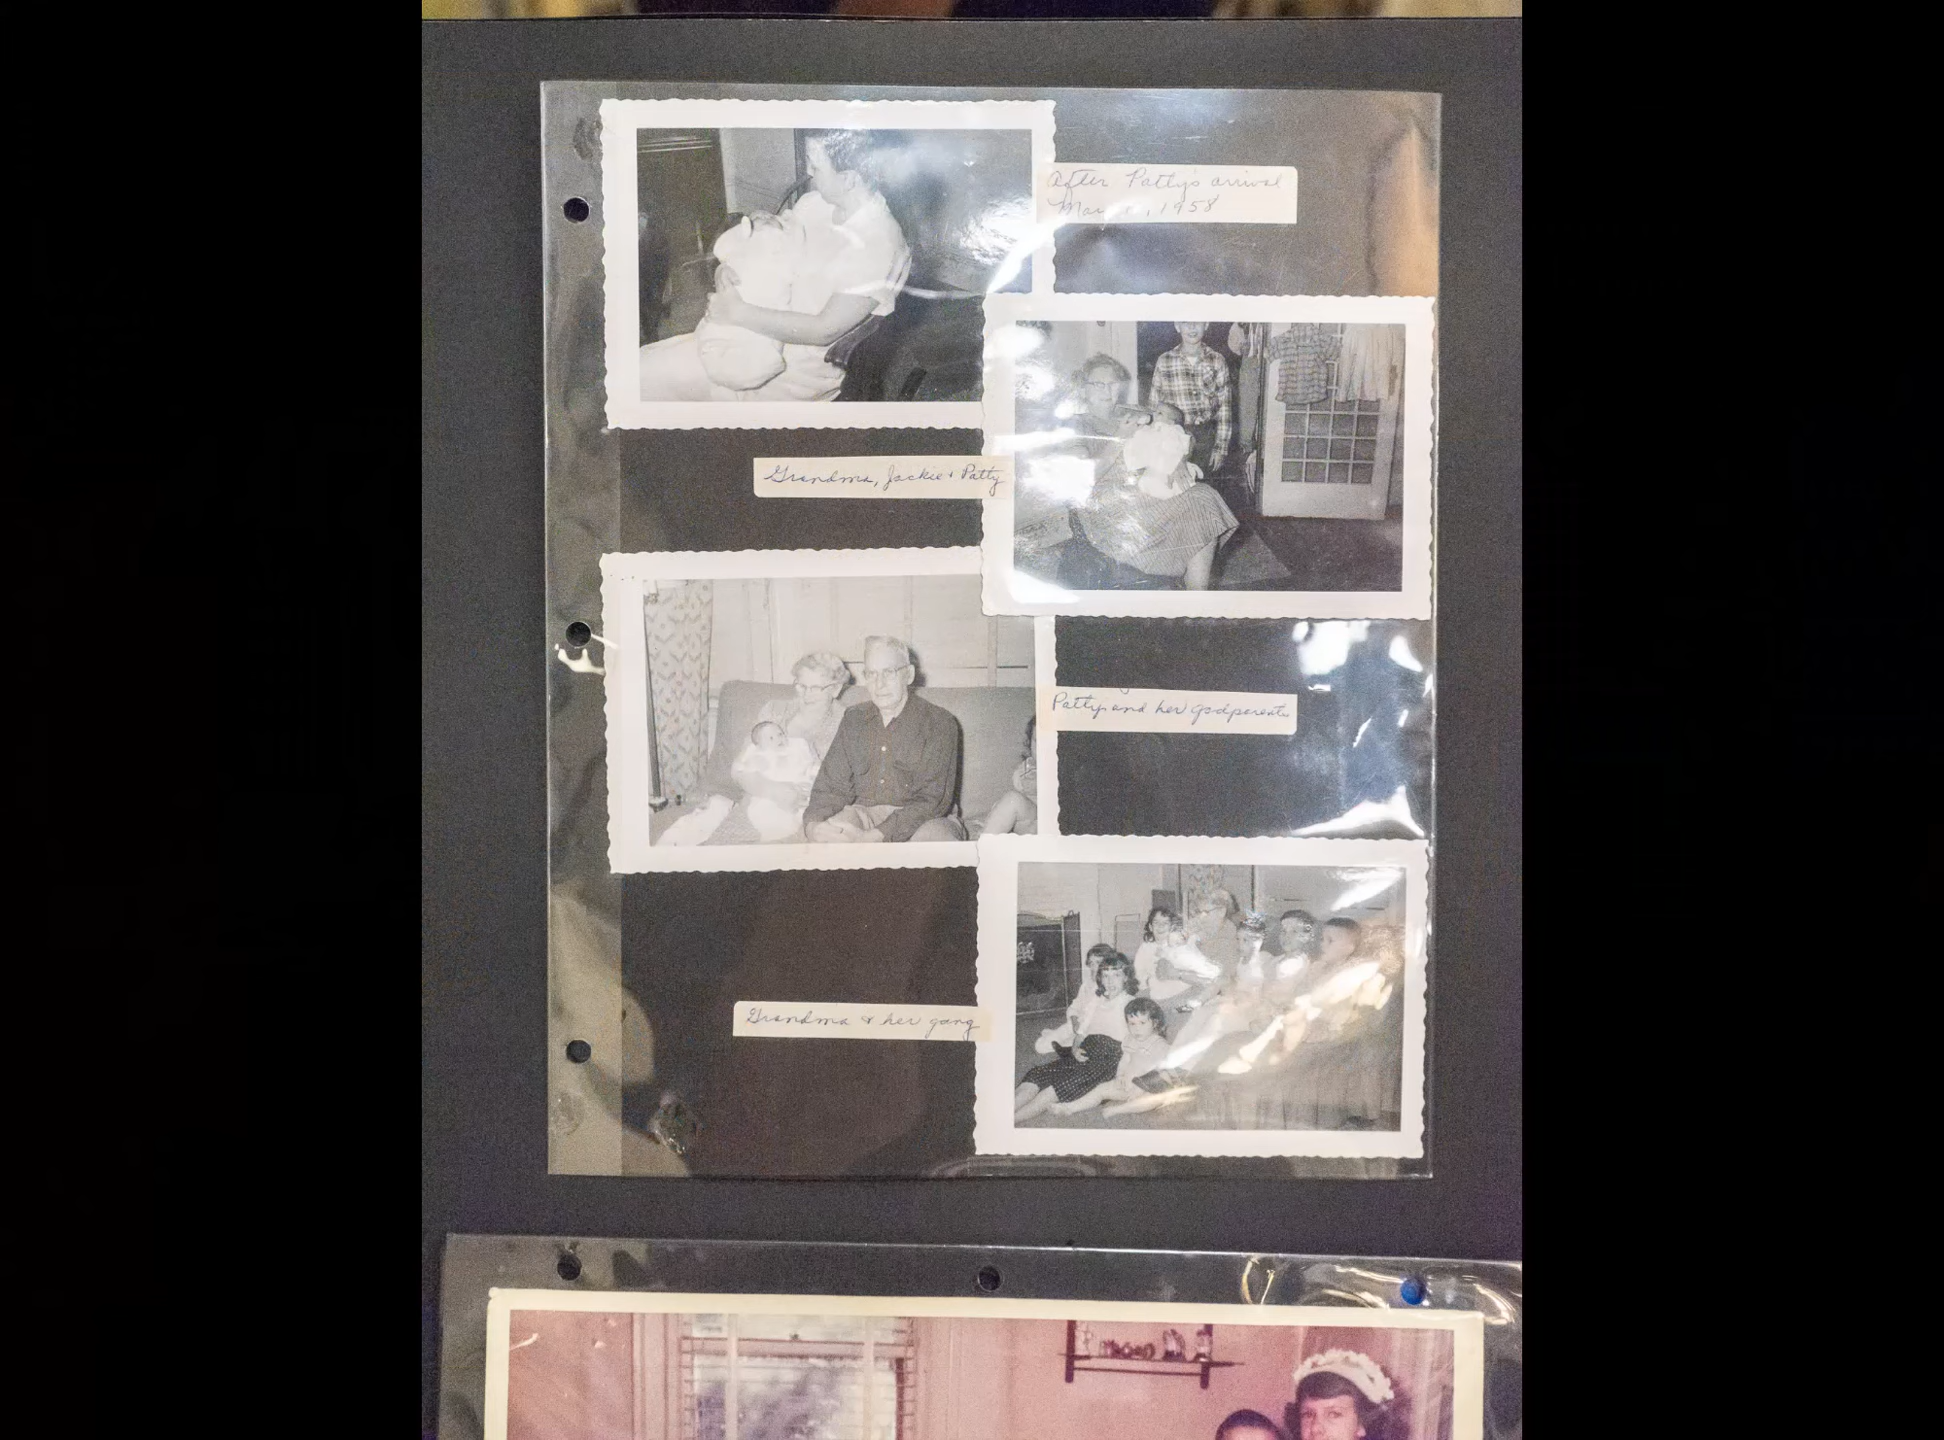 After Patty's arrival
1958
Grandma, Jackie & Patty
Patty and her godparents
Grandma & her gang